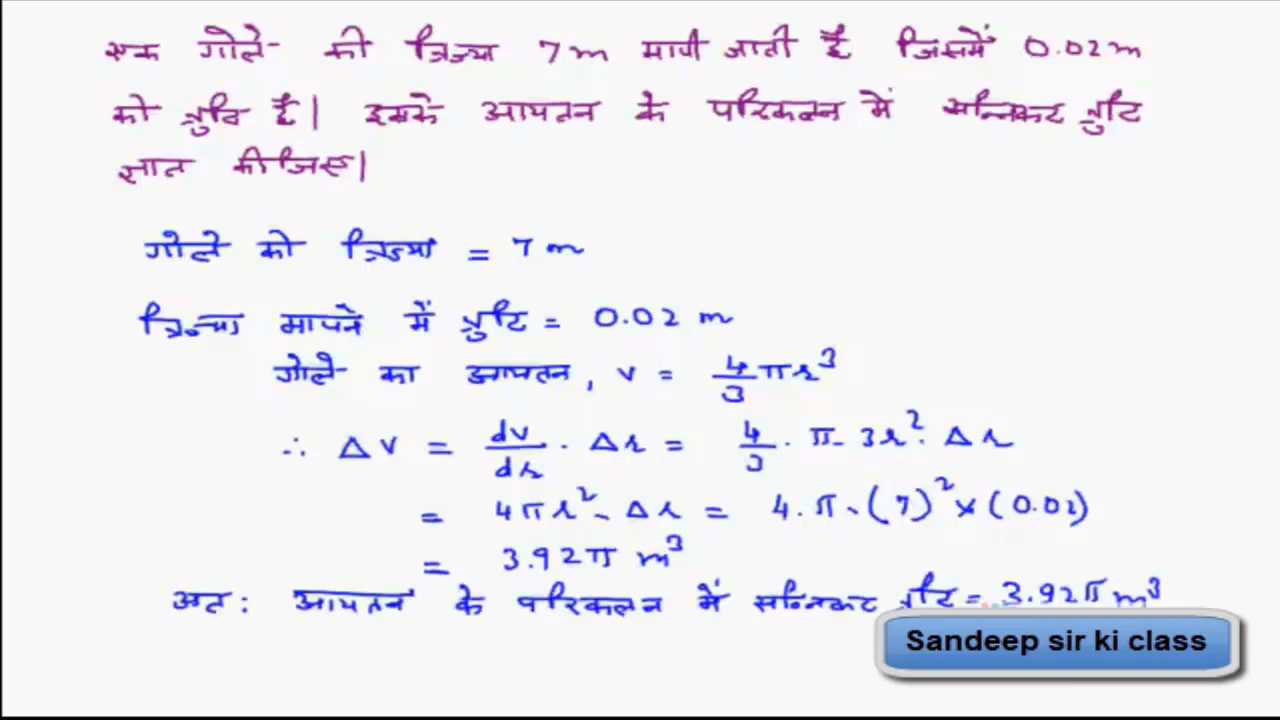 एक गोले की त्रिज्या 7m मापी जाती है जिसमें 0.02m
की त्रुटि है। इसके आयतन के परिकलन में सन्निकट त्रुटि
ज्ञात कीजिए।
गोले की त्रिज्या = 7 m
त्रिज्या मापने में त्रुटि = 0.02 m
गोले का आयतन, v = 4/3 πr³
∴ Δv = dv/dr · Δr = 4/3 · π · 3r² · Δr
= 4πr² · Δr = 4 · π · (7)² × (0.02)
= 3.92π m³
अत: आयतन के परिकलन में सन्निकट त्रुटि = 3.92π m³
Sandeep sir ki class